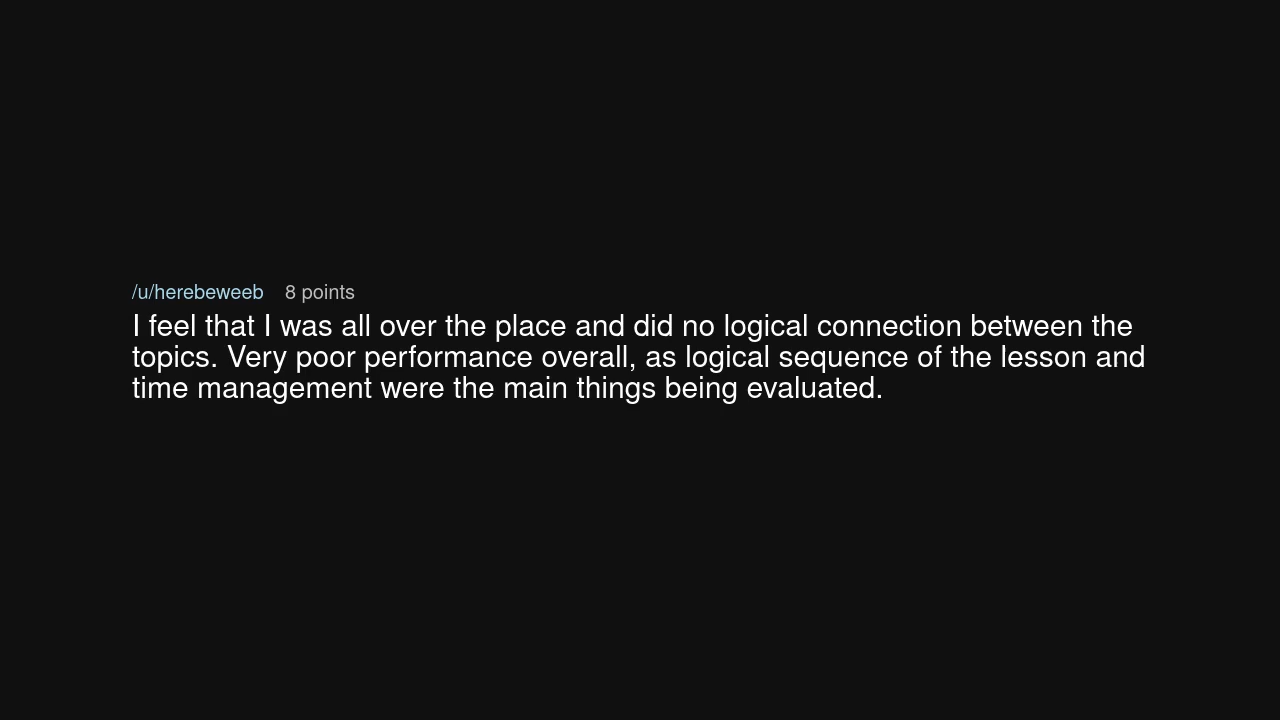 /u/herebeweeb 8 points
I feel that I was all over the place and did no logical connection between the
topics. Very poor performance overall, as logical sequence of the lesson and
time management were the main things being evaluated.